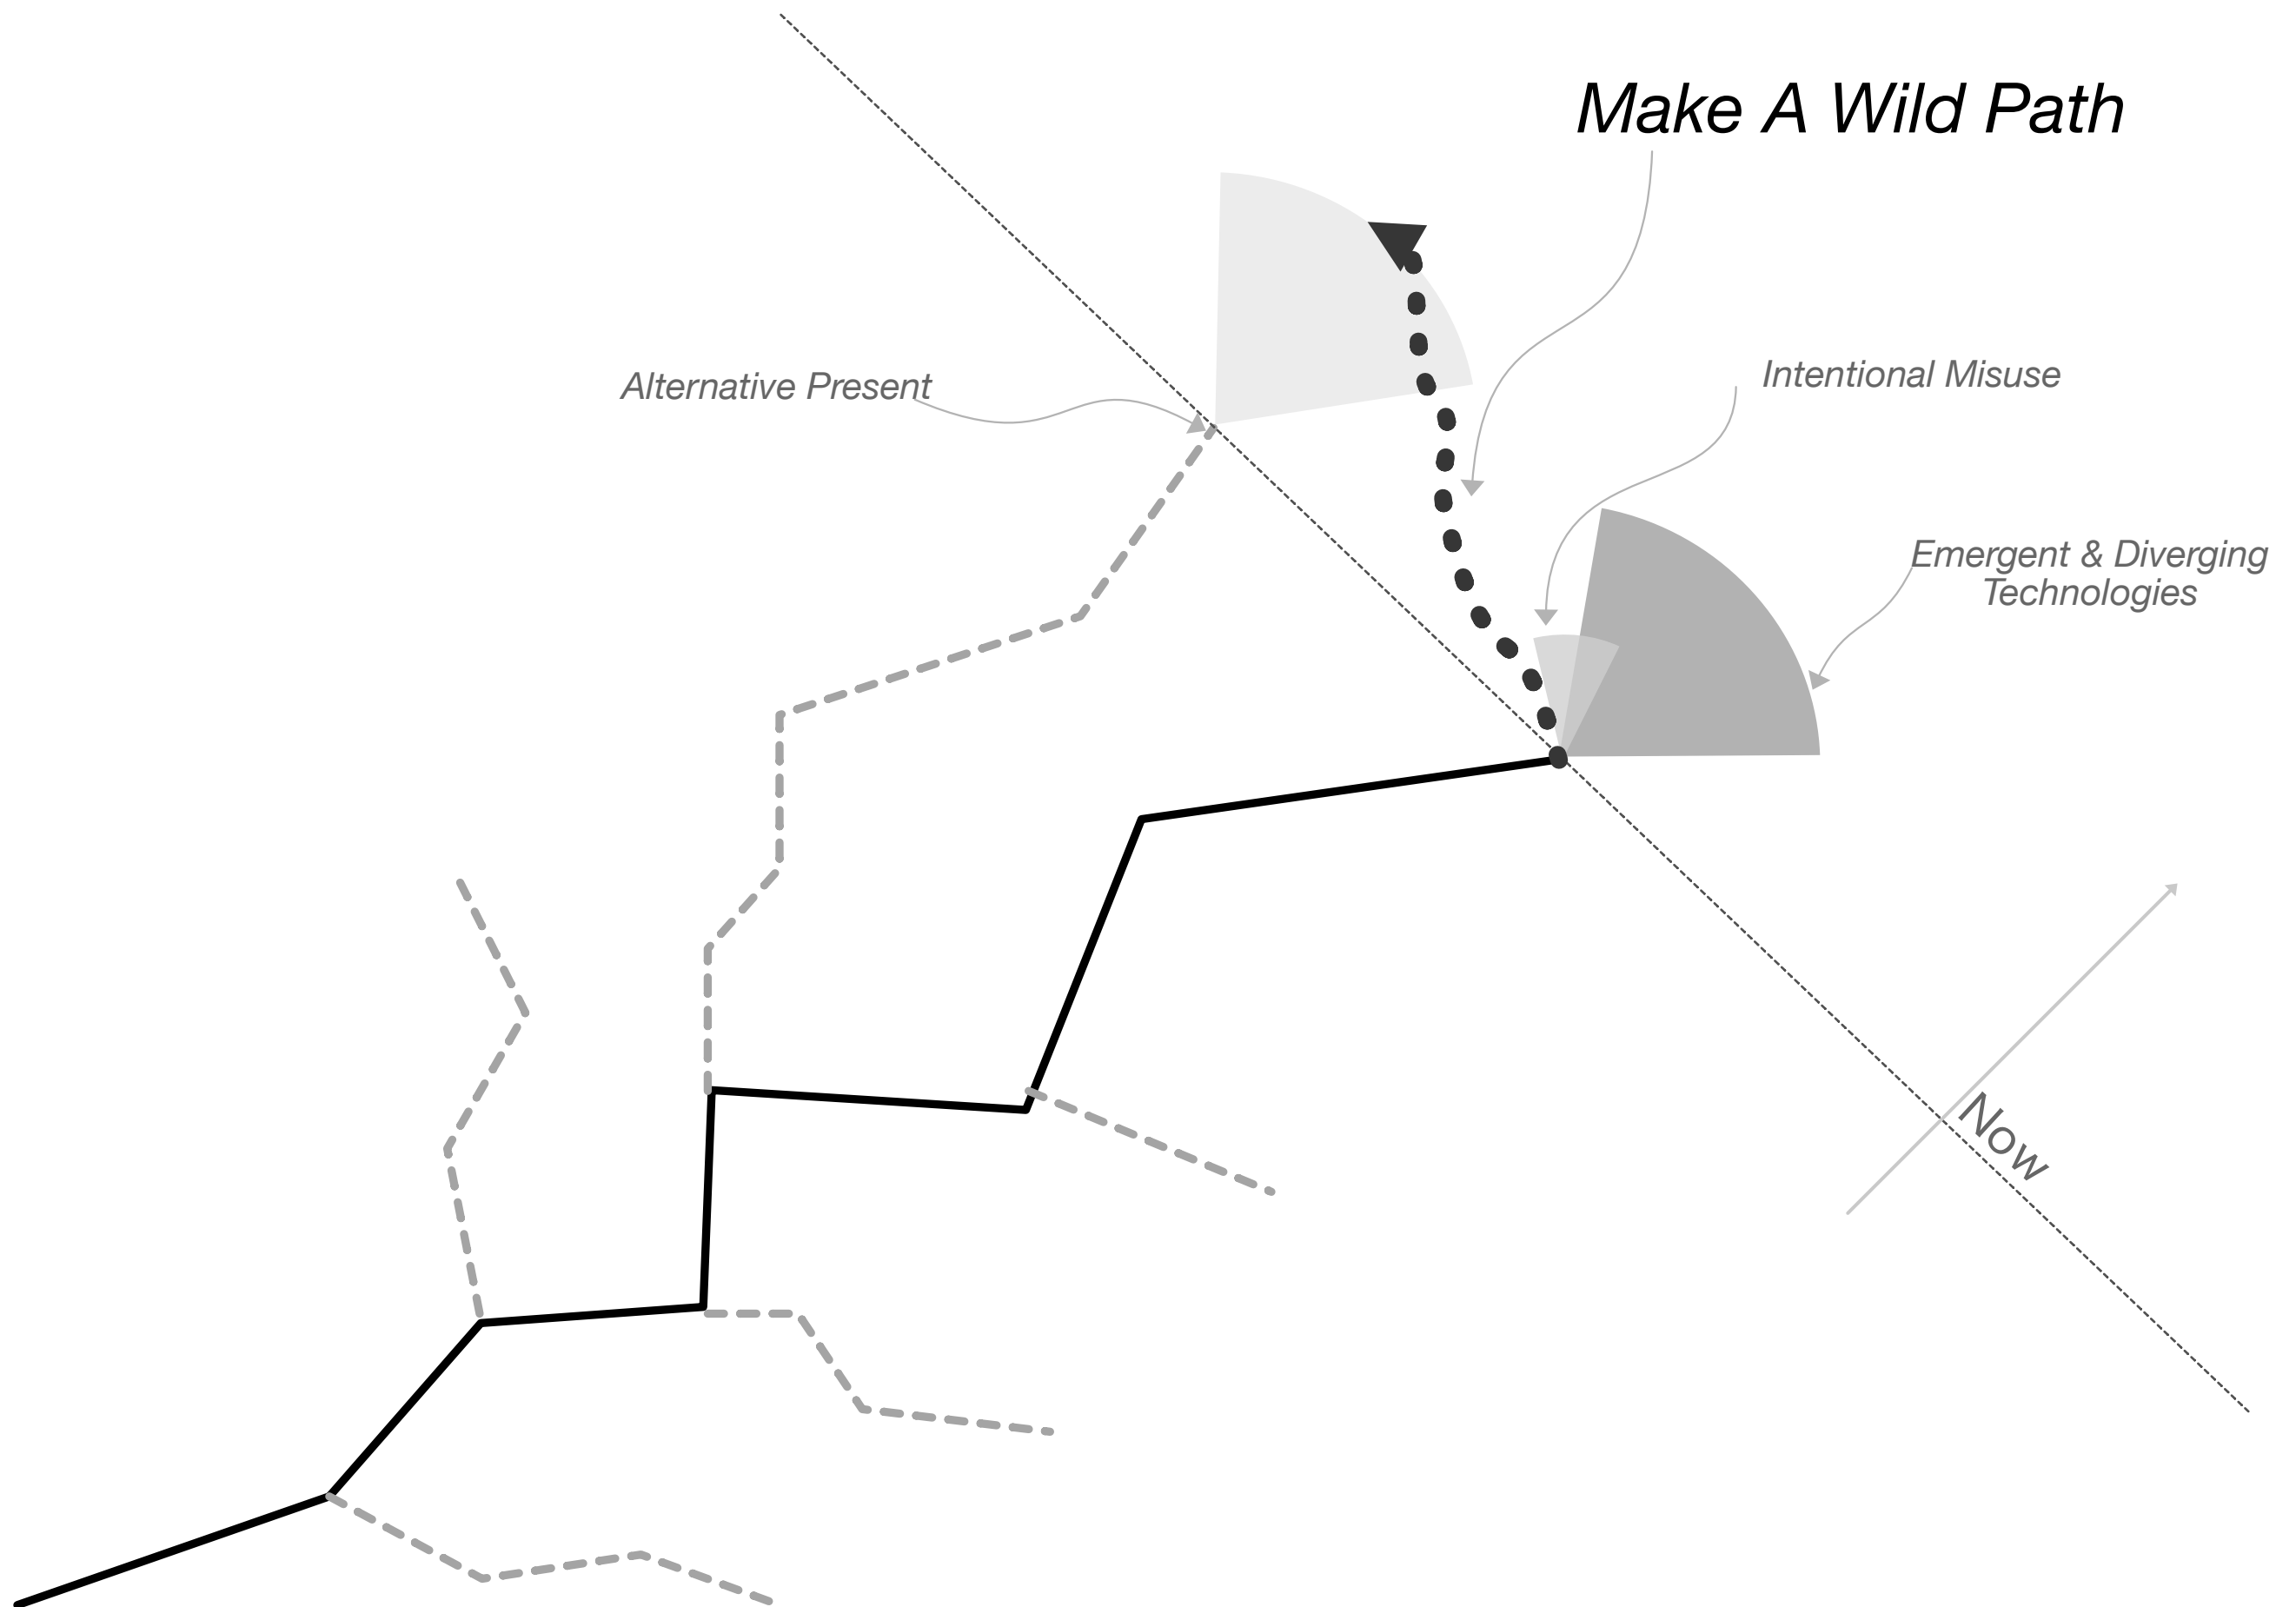 Make A Wild Path
Alternative Present
Intentional Misuse
Emergent & Diverging
Technologies
Now